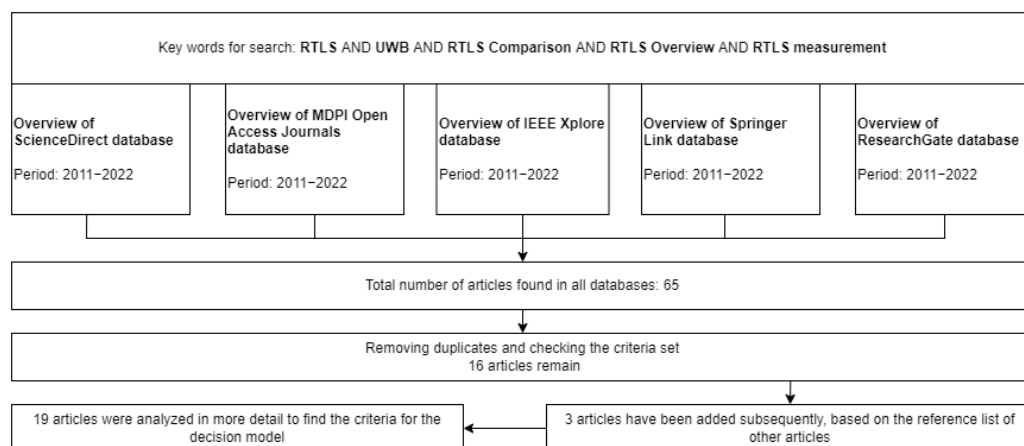 Key words for search: RTLS AND UWB AND RTLS Comparison AND RTLS Overview AND RTLS measurement
Overview of
ScienceDirect database
Period: 2011–2022
Overview of MDPI Open
Access Journals
database
Period: 2011–2022
Overview of IEEE Xplore
database
Period: 2011–2022
Overview of Springer
Link database
Period: 2011–2022
Overview of
ResearchGate database
Period: 2011–2022
Total number of articles found in all databases: 65
Removing duplicates and checking the criteria set
16 articles remain
3 articles have been added subsequently, based on the reference list of
other articles
19 articles were analyzed in more detail to find the criteria for the
decision model